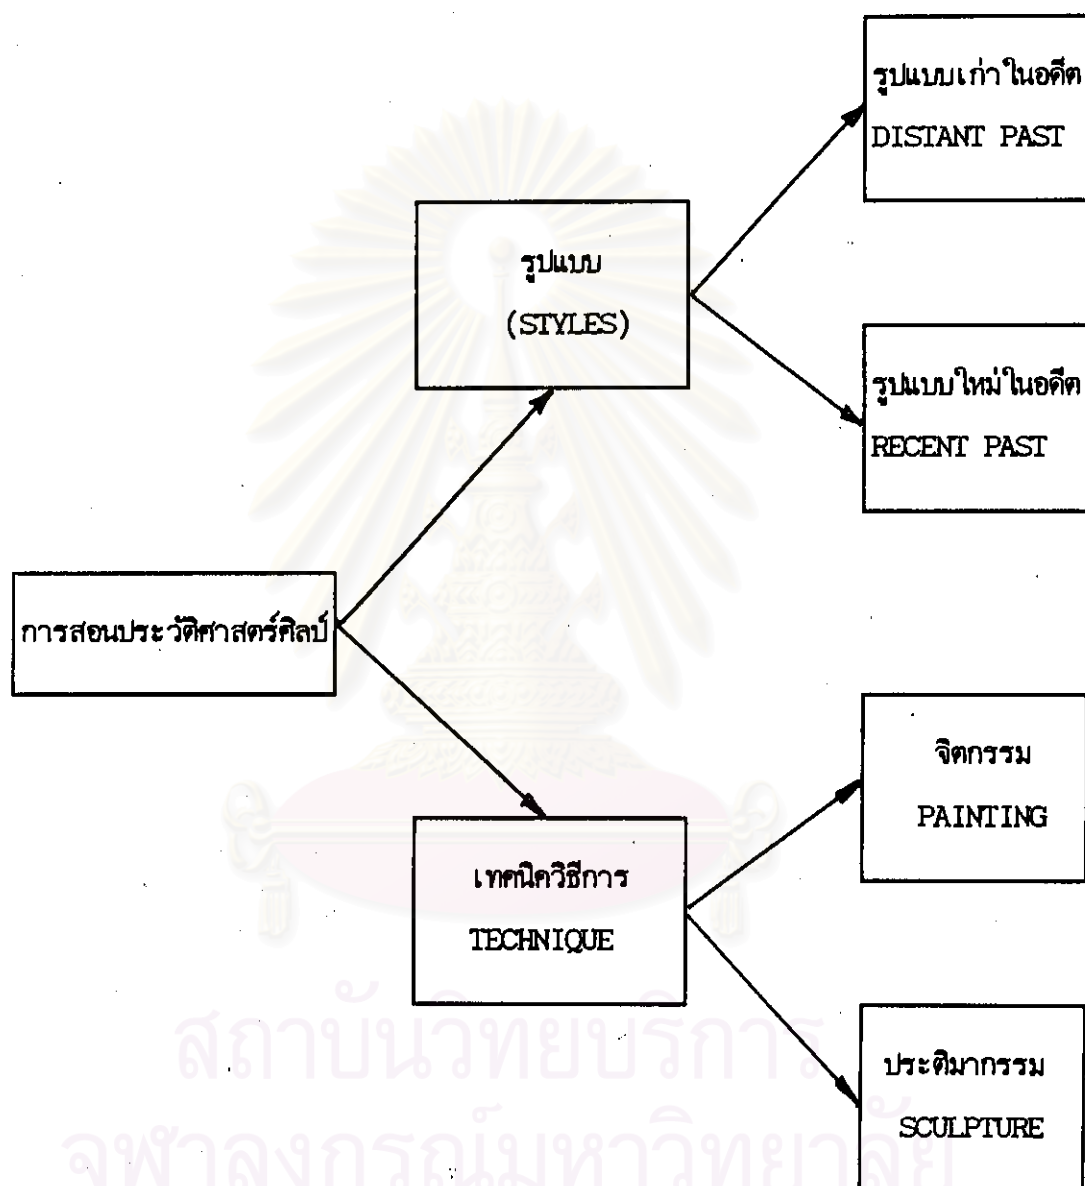 รูปแบบเก่าในอดีต
DISTANT PAST
รูปแบบ
(STYLES)
รูปแบบใหม่ในอดีต
RECENT PAST
การสอนประวัติศาสตร์ศิลป์
จิตกรรม
PAINTING
เทคนิควิธีการ
TECHNIQUE
ประติมากรรม
SCULPTURE
สถาบันวิทยบริการ
จุฬาลงกรณ์มหาวิทยาลัย